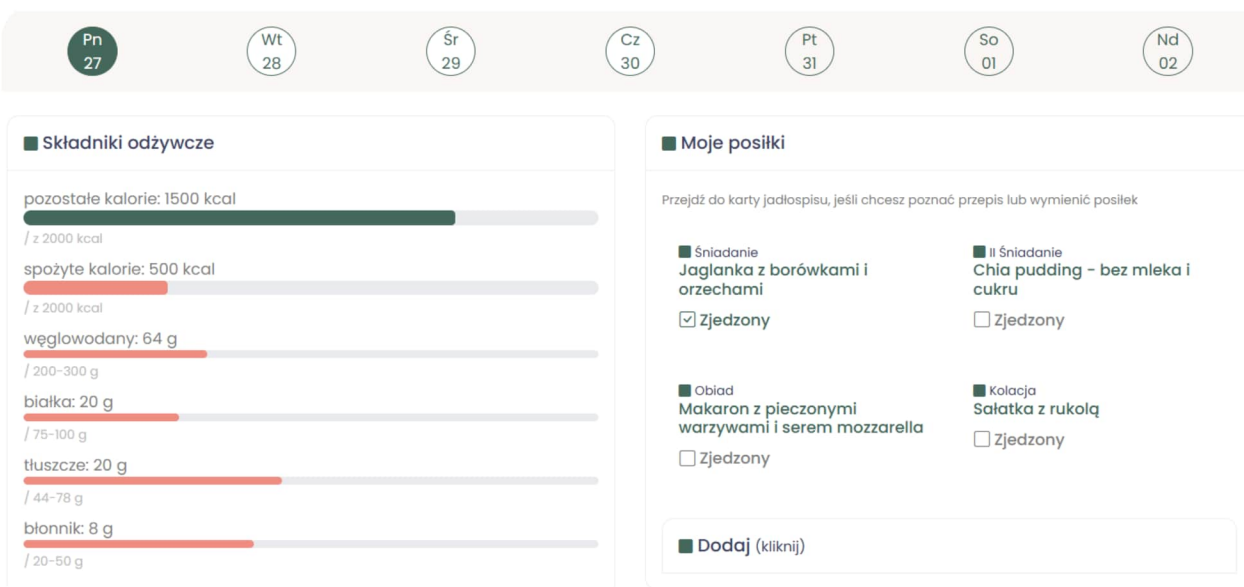 Pn
27
Wt
28
Śr
29
Cz
30
Pt
31
So
01
Nd
02
Składniki odżywcze
pozostałe kalorie: 1500 kcal
/ z 2000 kcal
spożyte kalorie: 500 kcal
/ z 2000 kcal
węglowodany: 64 g
/ 200-300 g
białka: 20 g
/ 75-100 g
tłuszcze: 20 g
/ 44-78 g
błonnik: 8 g
/ 20-50 g
Moje posiłki
Przejdź do karty jadłospisu, jeśli chcesz poznać przepis lub wymienić posiłek
Śniadanie
Jaglanka z borówkami i
orzechami
Zjedzony
II Śniadanie
Chia pudding - bez mleka i
cukru
Zjedzony
Obiad
Makaron z pieczonymi
warzywami i serem mozzarella
Zjedzony
Kolacja
Sałatka z rukolą
Zjedzony
Dodaj (kliknij)